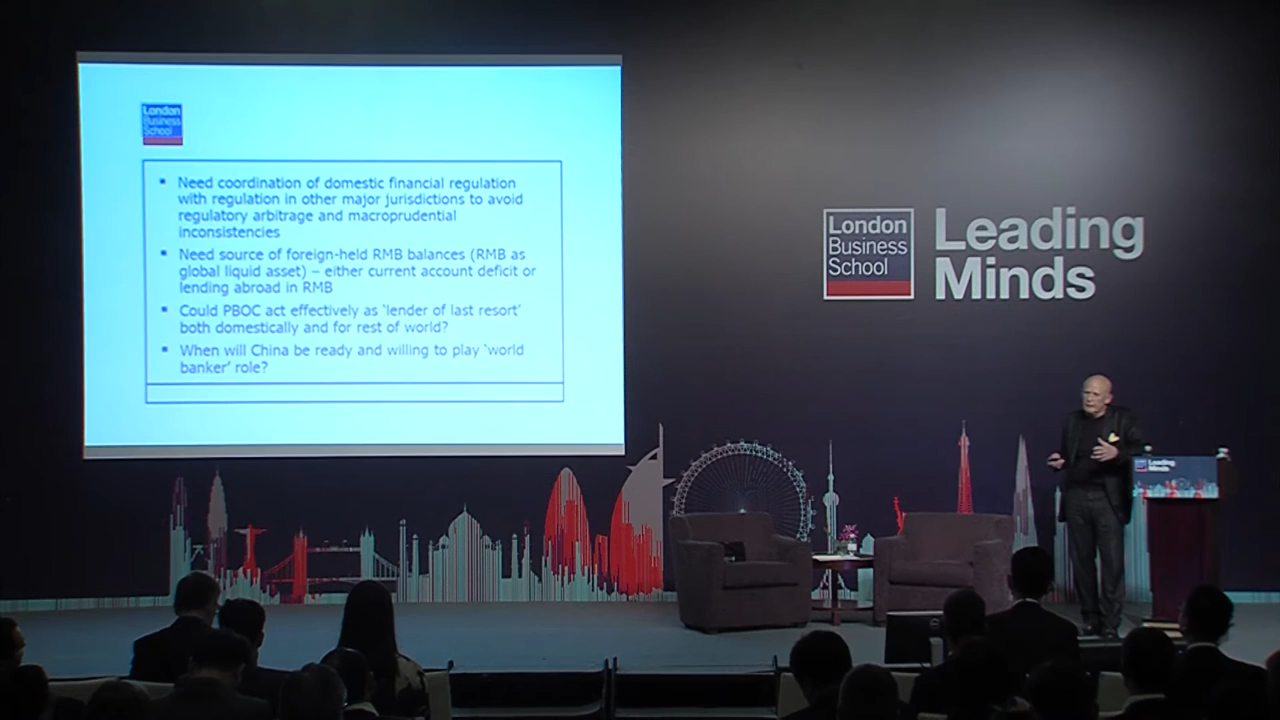 London
Business
School
Need coordination of domestic financial regulation
with regulation in other major jurisdictions to avoid
regulatory arbitrage and macroprudential
inconsistencies
Need source of foreign-held RMB balances (RMB as
global liquid asset) – either current account deficit or
lending abroad in RMB
Could PBOC act effectively as ‘lender of last resort’
both domestically and for rest of world?
When will China be ready and willing to play ‘world
banker’ role?
London
Business
School
Leading
Minds
Leading
Minds